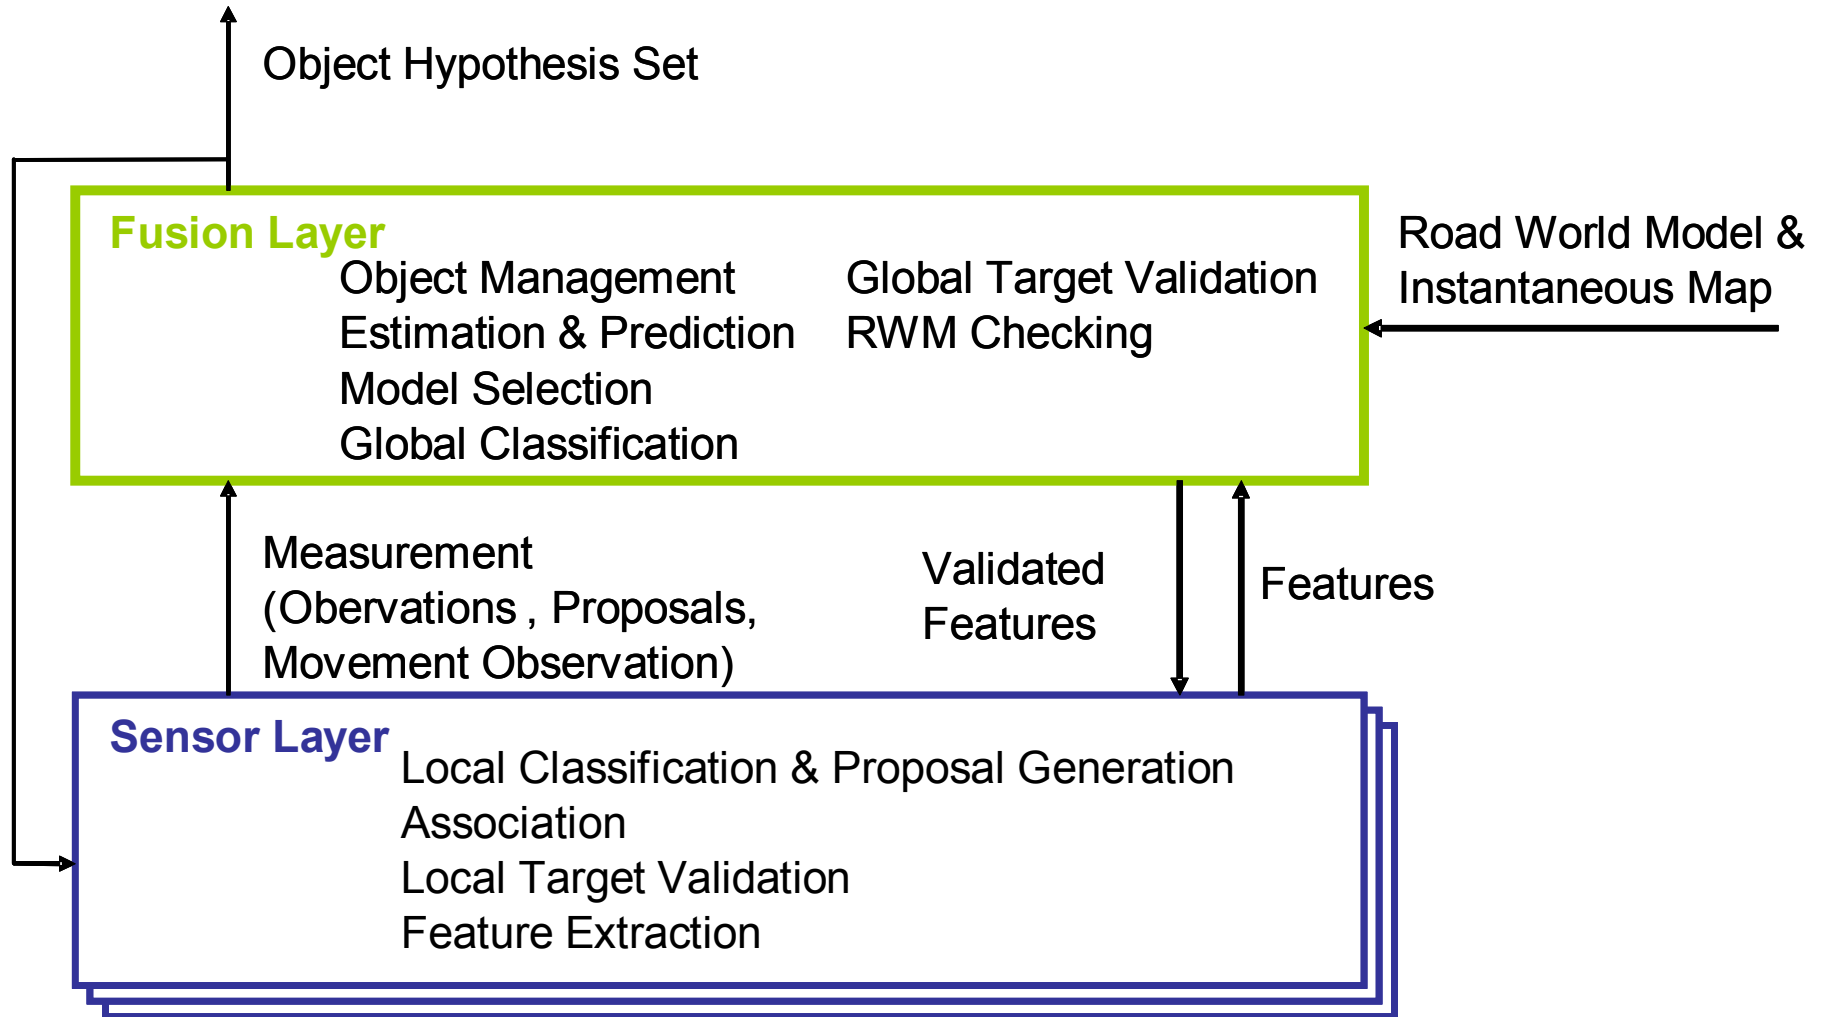 Object Hypothesis Set
Fusion Layer
Object Management
Estimation & Prediction
Model Selection
Global Classification
Global Target Validation
RWM Checking
Road World Model &
Instantaneous Map
Measurement
(Obervations , Proposals,
Movement Observation)
Validated
Features
Features
Sensor Layer
Local Classification & Proposal Generation
Association
Local Target Validation
Feature Extraction